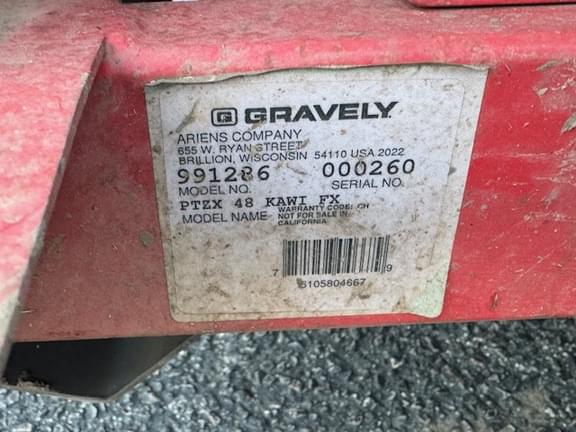 G GRAVELY
ARIENS COMPANY
655 W. RYAN STREET
BRILLION, WISCONSIN 54110 USA 2022
991286 000260
MODEL NO. SERIAL NO.
PTZX 48 KAWI FX
MODEL NAME WARRANTY CODE: CH
NOT FOR SALE IN
CALIFORNIA
7 9
5105804667